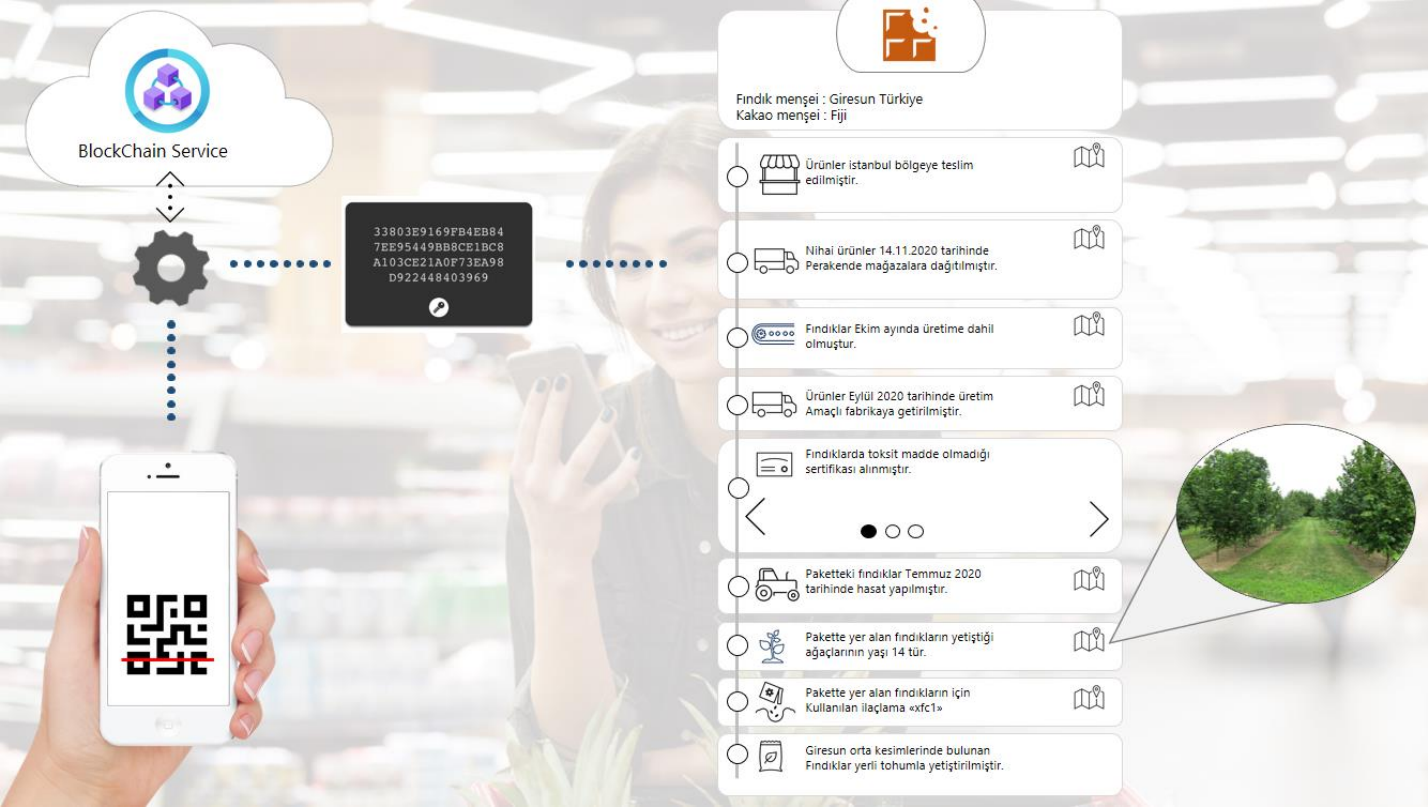 BlockChain Service
33803E9169FB4EB84
7EE95449BB8CE1BC8
A103CE21A0F73EA98
D922448403969
Fındık menşei : Giresun Türkiye
Kakao menşei : Fiji
Ürünler istanbul bölgeye teslim
edilmiştir.
Nihai ürünler 14.11.2020 tarihinde
Perakende mağazalara dağıtılmıştır.
Fındıklar Ekim ayında üretime dahil
olmuştur.
Ürünler Eylül 2020 tarihinde üretim
Amaçlı fabrikaya getirilmiştir.
Fındıklarda toksit madde olmadığı
sertifikası alınmıştır.
Paketteki fındıklar Temmuz 2020
tarihinde hasat yapılmıştır.
Pakette yer alan fındıkların yetiştiği
ağaçlarının yaşı 14 tür.
Pakette yer alan fındıkların için
Kullanılan ilaçlama «xfc1»
Giresun orta kesimlerinde bulunan
Fındıklar yerli tohumla yetiştirilmiştir.